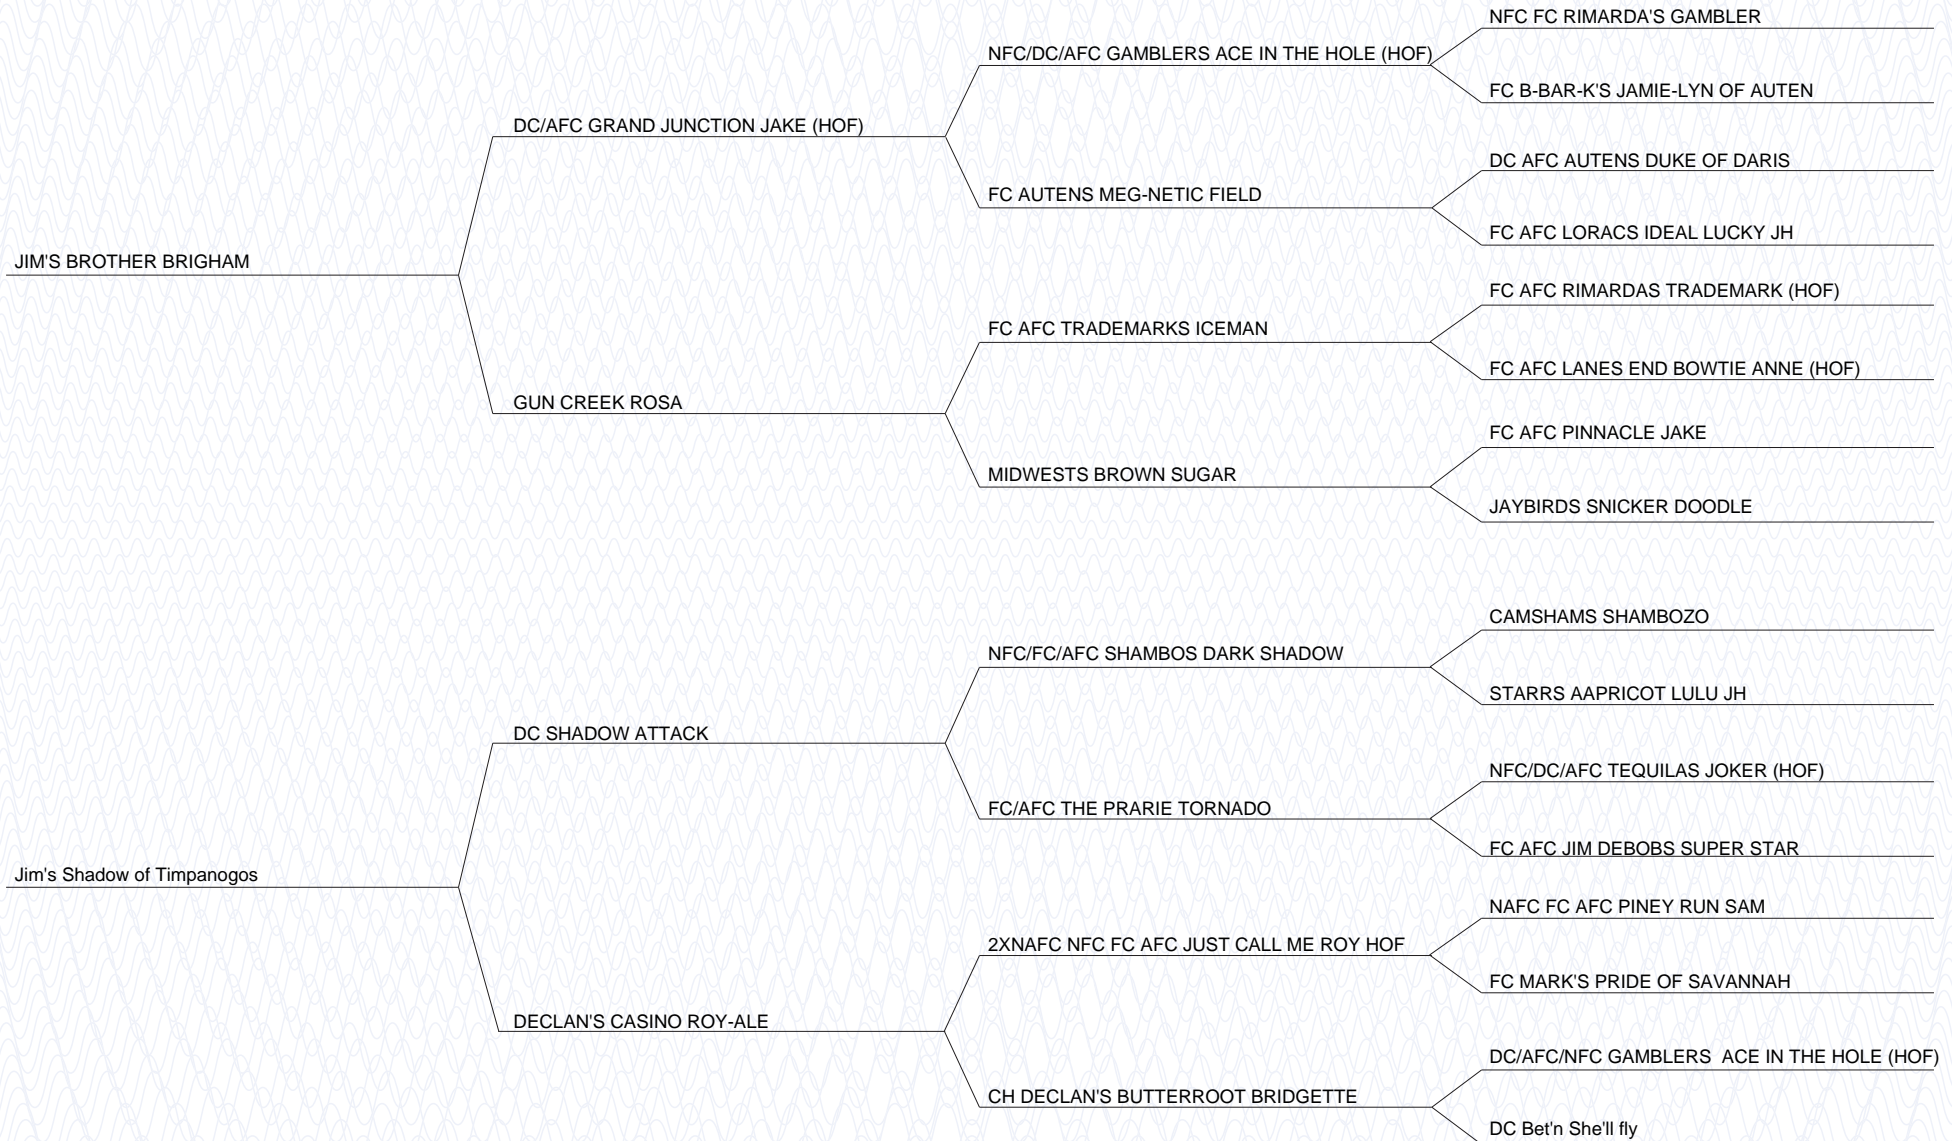 NFC FC RIMARDA'S GAMBLER
NFC/DC/AFC GAMBLERS ACE IN THE HOLE (HOF)
FC B-BAR-K'S JAMIE-LYN OF AUTEN
DC/AFC GRAND JUNCTION JAKE (HOF)
DC AFC AUTENS DUKE OF DARIS
FC AUTENS MEG-NETIC FIELD
FC AFC LORACS IDEAL LUCKY JH
JIM'S BROTHER BRIGHAM
FC AFC RIMARDAS TRADEMARK (HOF)
FC AFC TRADEMARKS ICEMAN
FC AFC LANES END BOWTIE ANNE (HOF)
GUN CREEK ROSA
FC AFC PINNACLE JAKE
MIDWESTS BROWN SUGAR
JAYBIRDS SNICKER DOODLE
CAMSHAMS SHAMBOZO
NFC/FC/AFC SHAMBOS DARK SHADOW
STARRS AAPRICOT LULU JH
DC SHADOW ATTACK
NFC/DC/AFC TEQUILAS JOKER (HOF)
FC/AFC THE PRARIE TORNADO
FC AFC JIM DEBOBS SUPER STAR
Jim's Shadow of Timpanogos
NAFC FC AFC PINEY RUN SAM
2XNAFC NFC FC AFC JUST CALL ME ROY HOF
FC MARK'S PRIDE OF SAVANNAH
DECLAN'S CASINO ROY-ALE
DC/AFC/NFC GAMBLERS  ACE IN THE HOLE (HOF)
CH DECLAN'S BUTTERROOT BRIDGETTE
DC Bet'n She'll fly